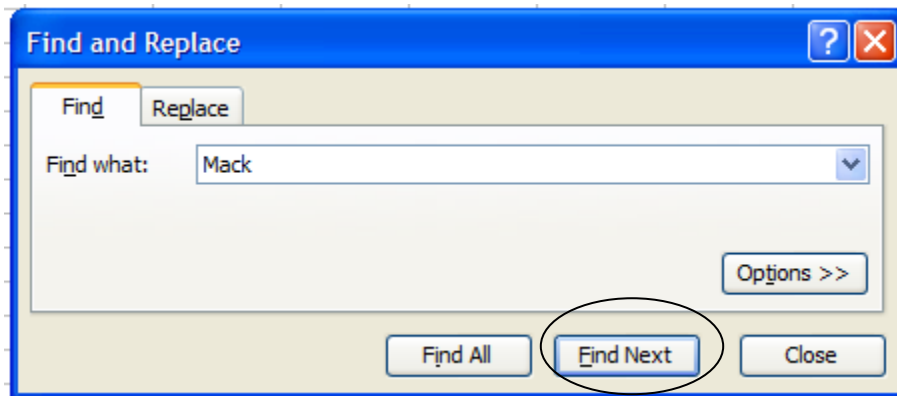 Find and Replace ?
Find Replace
Find what: Mack
Options >>
Find All Find Next Close